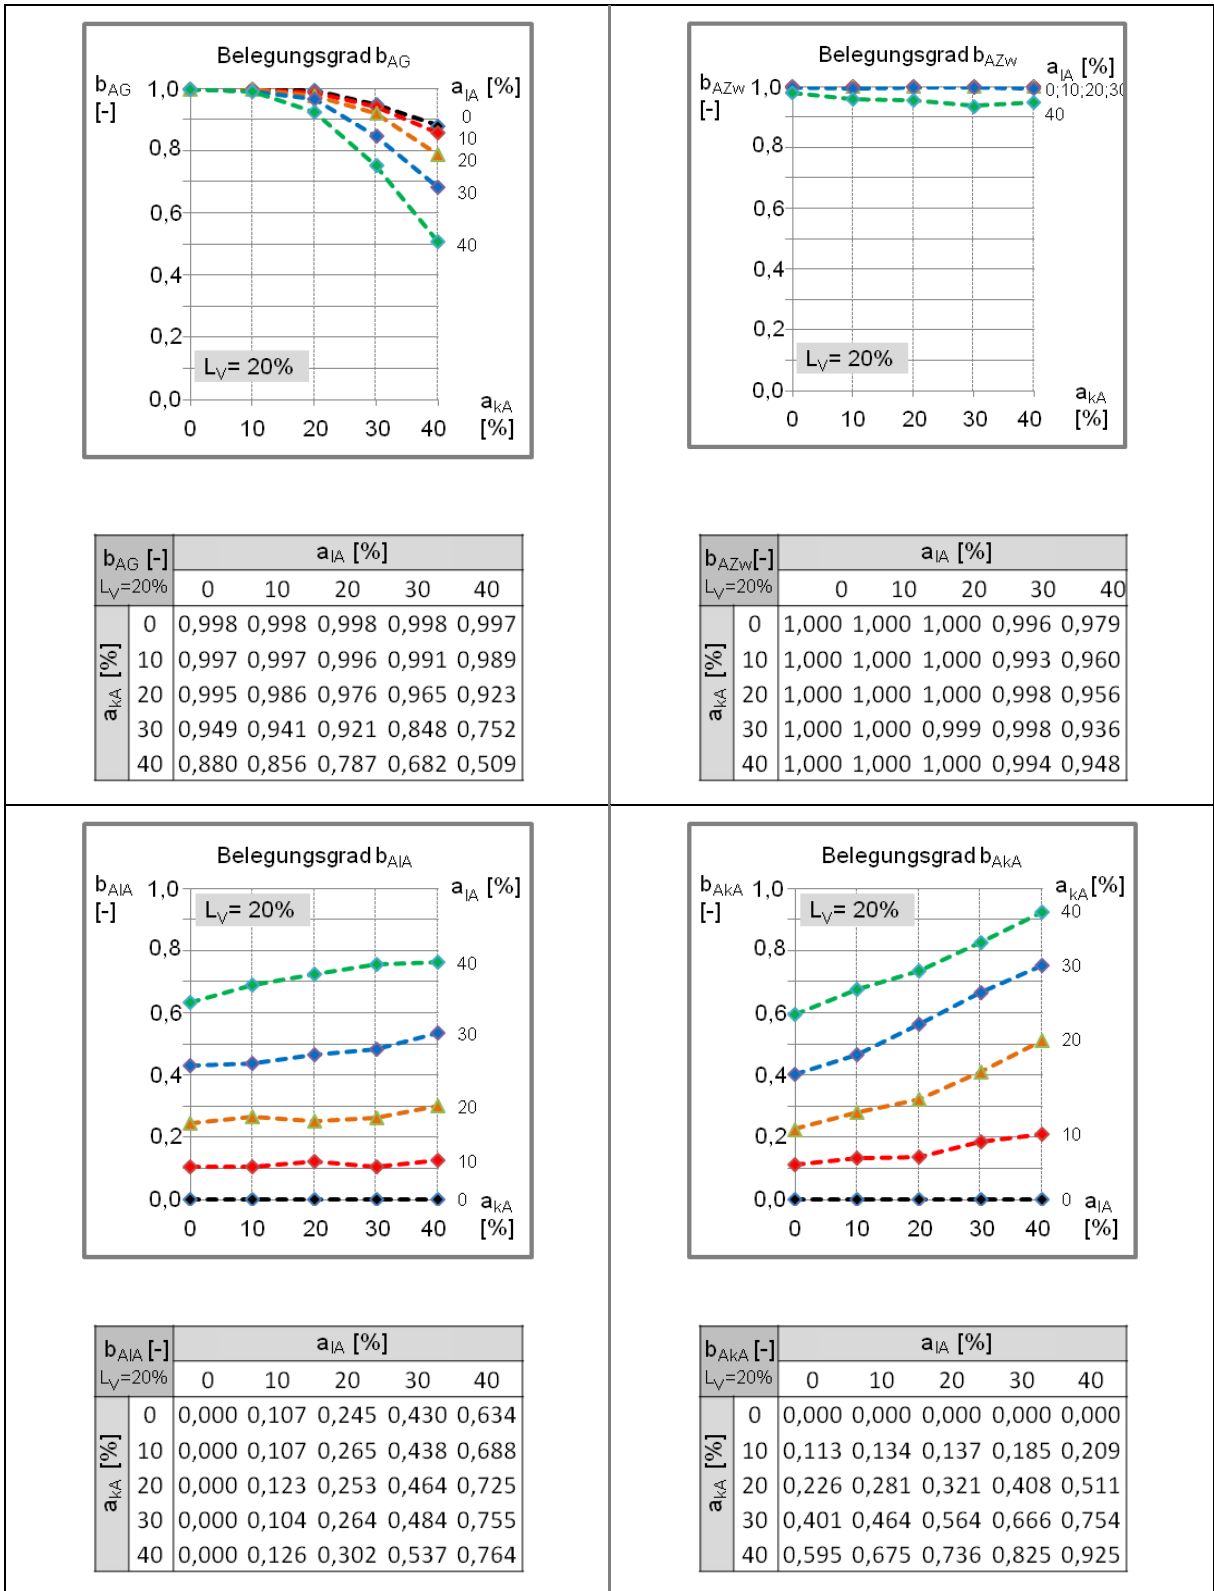 Belegungsgrad bAG
bAG [-]
aIA [%]
1,0
0,8
0,6
0,4
0,2
0,0
0
10
20
30
40
LV= 20%
0 10 20 30 40
akA [%]
bAG [-] aIA [%]
LV=20% 0 10 20 30 40
akA [%]
0 0,998 0,998 0,998 0,998 0,997
10 0,997 0,997 0,996 0,991 0,989
20 0,995 0,986 0,976 0,965 0,923
30 0,949 0,941 0,921 0,848 0,752
40 0,880 0,856 0,787 0,682 0,509
Belegungsgrad bAZw
bAZw [-]
aIA [%]
1,0
0,8
0,6
0,4
0,2
0,0
0;10;20;30
40
LV= 20%
0 10 20 30 40
akA [%]
bAZw[-] aIA [%]
LV=20% 0 10 20 30 40
akA [%]
0 1,000 1,000 1,000 0,996 0,979
10 1,000 1,000 1,000 0,993 0,960
20 1,000 1,000 1,000 0,998 0,956
30 1,000 1,000 0,999 0,998 0,936
40 1,000 1,000 1,000 0,994 0,948
Belegungsgrad bAIA
bAIA [-]
aIA [%]
1,0
0,8
0,6
0,4
0,2
0,0
LV= 20%
40
30
20
10
0
0 10 20 30 40
akA [%]
bAIA [-] aIA [%]
LV=20% 0 10 20 30 40
akA [%]
0 0,000 0,107 0,245 0,430 0,634
10 0,000 0,107 0,265 0,438 0,688
20 0,000 0,123 0,253 0,464 0,725
30 0,000 0,104 0,264 0,484 0,755
40 0,000 0,126 0,302 0,537 0,764
Belegungsgrad bAkA
bAkA [-]
akA [%]
1,0
0,8
0,6
0,4
0,2
0,0
LV= 20%
40
30
20
10
0
0 10 20 30 40
aIA [%]
bAkA [-] aIA [%]
LV=20% 0 10 20 30 40
akA [%]
0 0,000 0,000 0,000 0,000 0,000
10 0,113 0,134 0,137 0,185 0,209
20 0,226 0,281 0,321 0,408 0,511
30 0,401 0,464 0,564 0,666 0,754
40 0,595 0,675 0,736 0,825 0,925